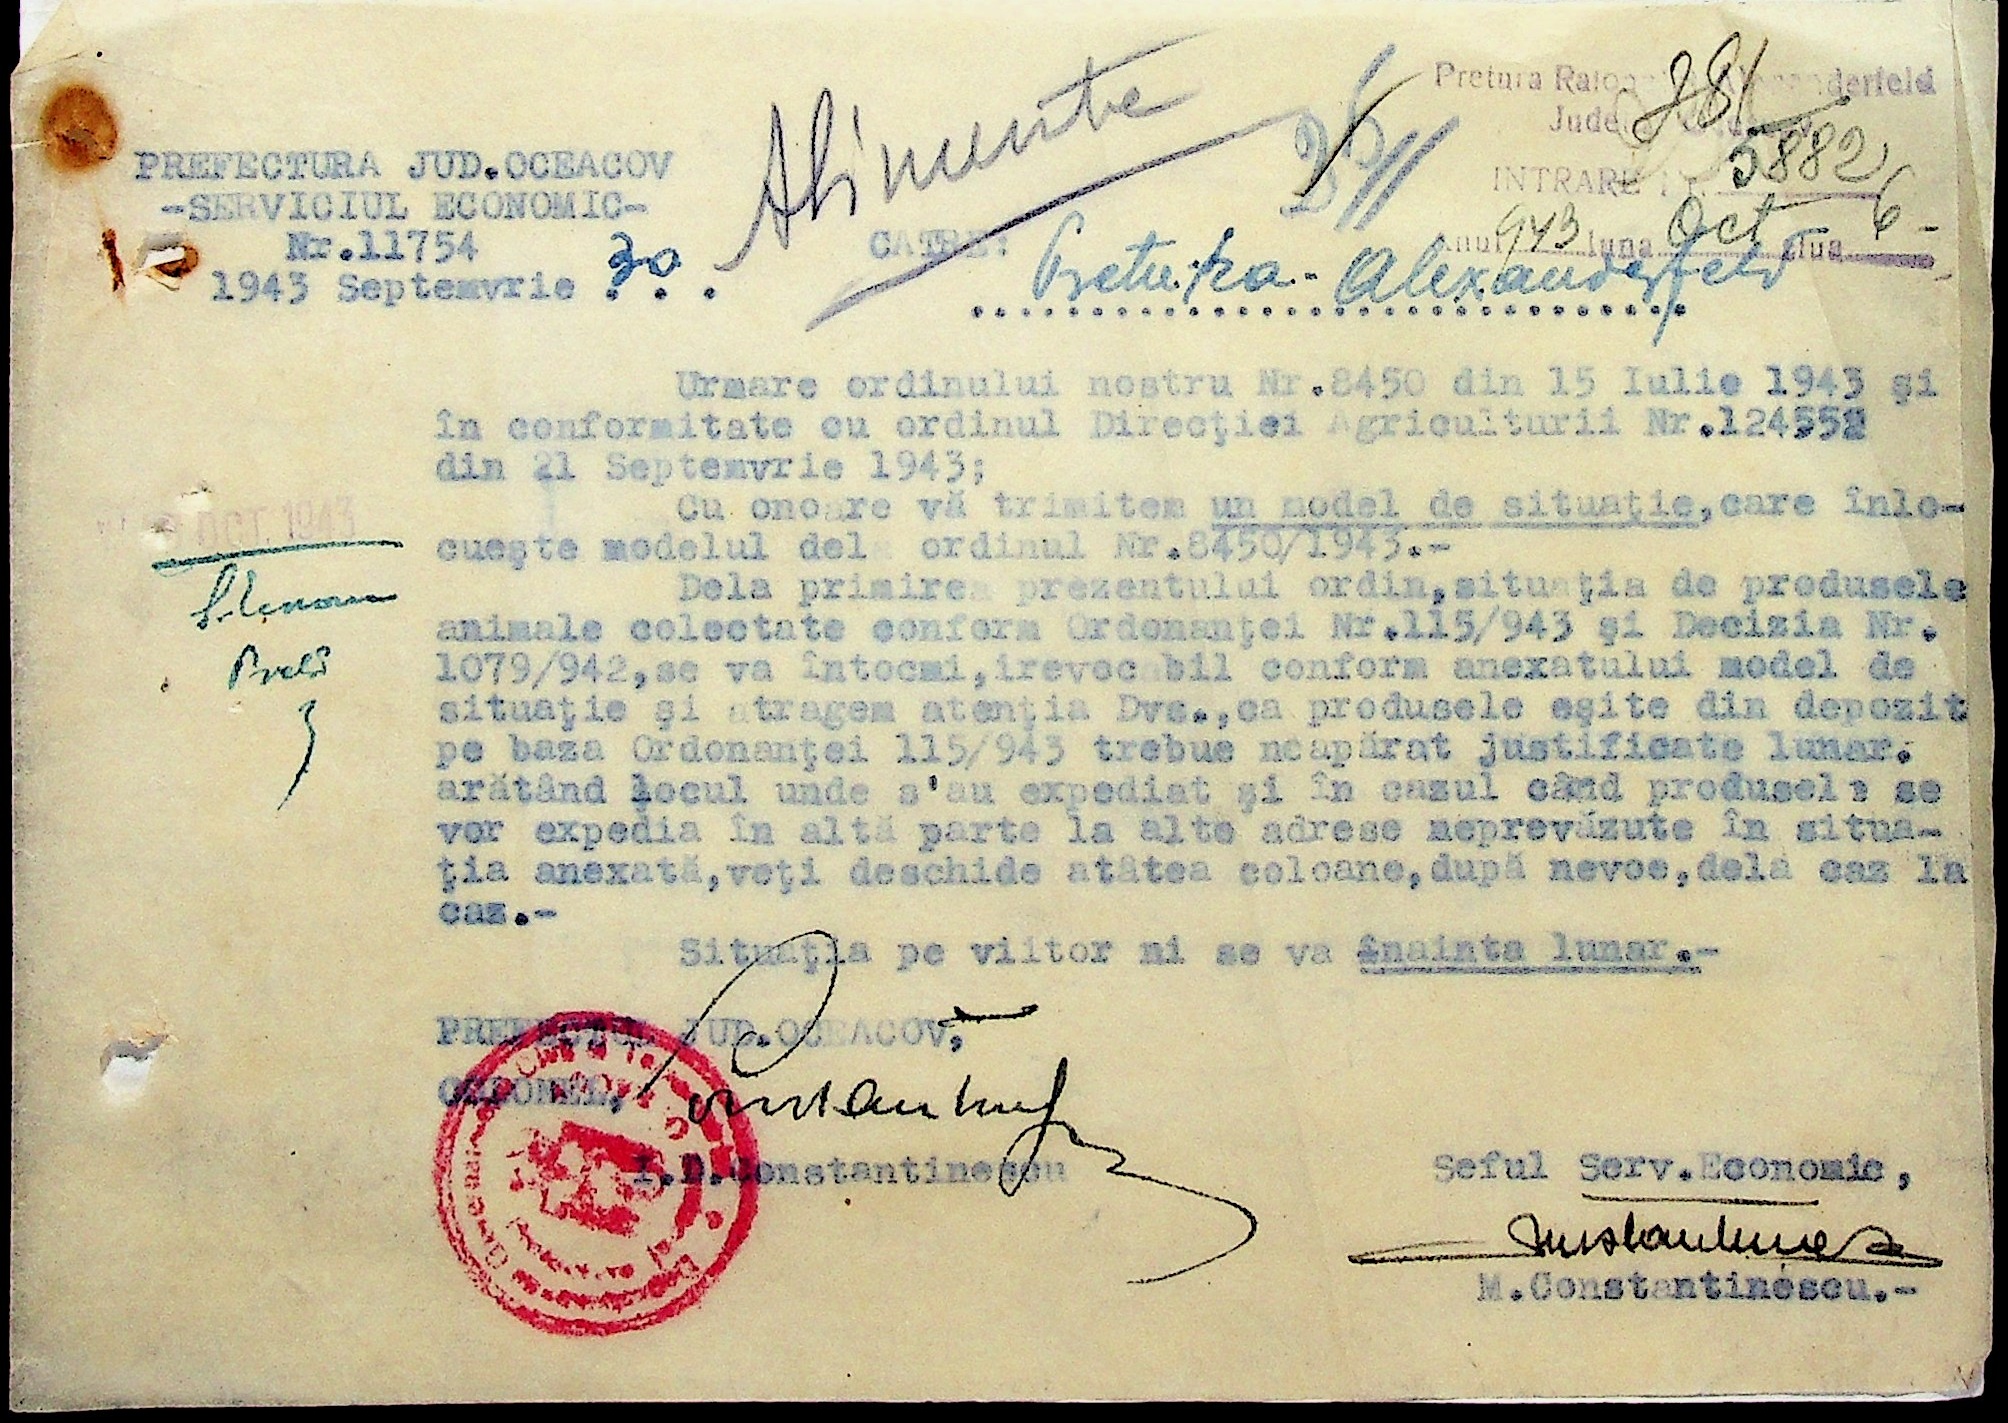 Alimente
Pretura Raionului Alexanderfeld
281
PREFECTURA JUD.OCEACOV
5882
-SERVICIUL ECONOMIC-
INTRARE
Nr.11754
CATRE:
Anul 943 luna Oct ziua 6-
1943 Septemvrie 30
Pretura - Alexanderfeld
Urmare ordinului nostru Nr.8450 din 15 Iulie 1943 şi
în conformitate cu ordinul Direcţiei Agriculturii Nr.124552
din 21 Septemvrie 1943;
Cu onoare vă trimitem un model de situaţie,care înlo-
cueşte modelul dela ordinul Nr.8450/1943.-
OCT. 1943
Dela primirea prezentului ordin,situaţia de produsele
animale colectate conform Ordonanţei Nr.115/943 şi Decizia Nr.
1079/942,se va întocmi,irevocabil conform anexatului model de
situaţie şi atragem atenţia Dvs.,ca produsele eşite din depozit
pe baza Ordonanţei 115/943 trebue neapărat justificate lunar.
arătând locul unde s'au expediat şi în cazul când produsele se
vor expedia în altă parte la alte adrese neprevăzute în situa-
ţia anexată,veţi deschide atâtea coloane,după nevoe,dela caz la
caz.-
Situaţia pe viitor ni se va înainta lunar.-
PREFECTUL JUD.OCEACOV,
COLONEL,
Constantinescu
I.D.Constantinescu
Seful Serv.Economic,
Constantinescu
M.Constantinescu.-